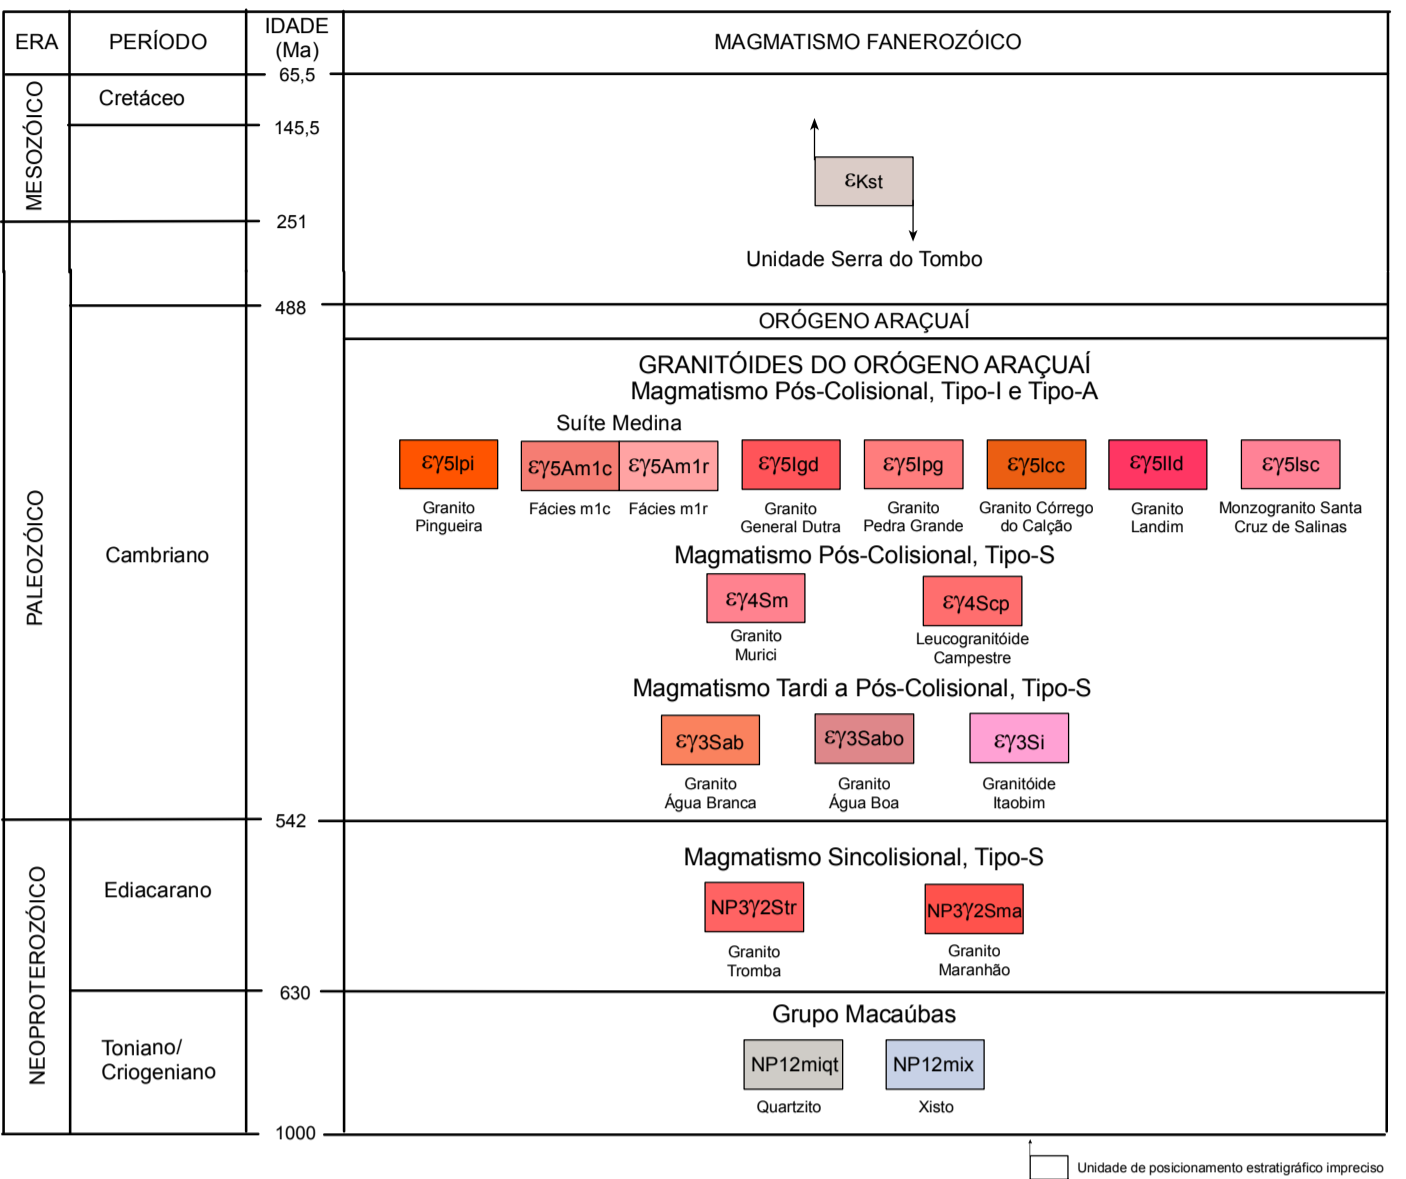 ERA
PERÍODO
IDADE
(Ma)
MAGMATISMO FANEROZÓICO
65,5
MESOZÓICO
Cretáceo
145,5
εKst
251
Unidade Serra do Tombo
488
ORÓGENO ARAÇUAÍ
GRANITÓIDES DO ORÓGENO ARAÇUAÍ
Magmatismo Pós-Colisional, Tipo-I e Tipo-A
Suíte Medina
εγ5Ipi
εγ5Am1c
εγ5Am1r
εγ5Igd
εγ5Ipg
εγ5Icc
εγ5Ild
εγ5Isc
Granito
Pingueira
Fácies m1c
Fácies m1r
Granito
General Dutra
Granito
Pedra Grande
Granito Córrego
do Calção
Granito
Landim
Monzogranito Santa
Cruz de Salinas
PALEOZÓICO
Cambriano
Magmatismo Pós-Colisional, Tipo-S
εγ4Sm
εγ4Scp
Granito
Murici
Leucogranitóide
Campestre
Magmatismo Tardi a Pós-Colisional, Tipo-S
εγ3Sab
εγ3Sabo
εγ3Si
Granito
Água Branca
Granito
Água Boa
Granitóide
Itaobim
542
NEOPROTEROZÓICO
Ediacarano
Magmatismo Sincolisional, Tipo-S
NP3γ2Str
NP3γ2Sma
Granito
Tromba
Granito
Maranhão
630
Toniano/
Criogeniano
Grupo Macaúbas
NP12miqt
NP12mix
Quartzito
Xisto
1000
Unidade de posicionamento estratigráfico impreciso